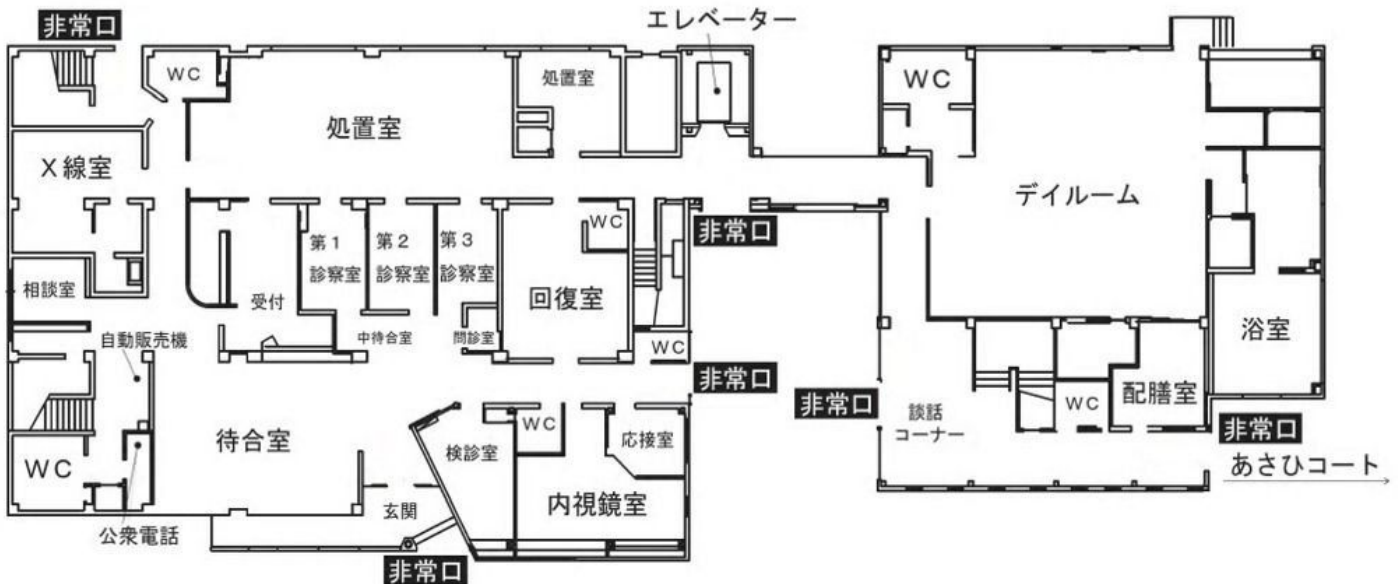 非常口
エレベーター
WC
処置室
処置室
X線室
WC
デイルーム
非常口
WC
第1
診察室
第2
診察室
第3
診察室
相談室
受付
回復室
自動販売機
中待合室
問診室
WC
浴室
非常口
非常口
談話
コーナー
WC
配膳室
非常口
あさひコート
待合室
WC
検診室
WC
応接室
内視鏡室
玄関
公衆電話
非常口